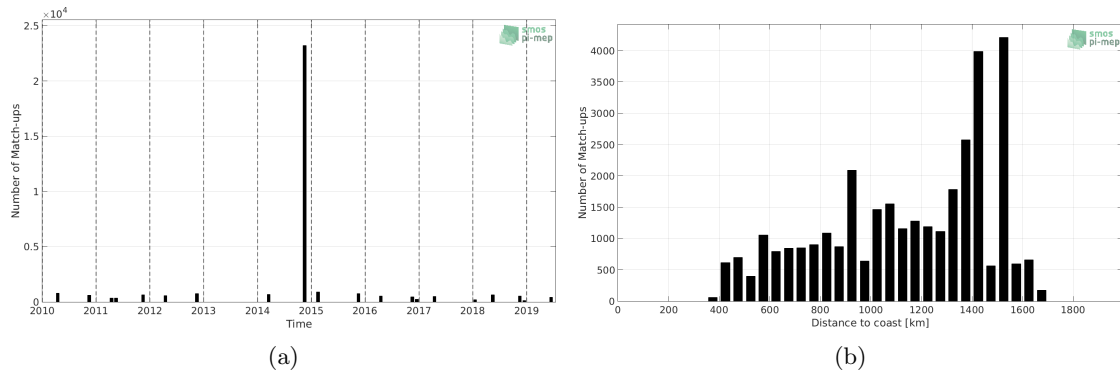 ×10⁴
2.5
2
1.5
1
0.5
0
Number of Match-ups
2010 2011 2012 2013 2014 2015 2016 2017 2018 2019
Time
smos
pi-mep
(a)
4000
3500
3000
2500
2000
1500
1000
500
0
Number of Match-ups
0 200 400 600 800 1000 1200 1400 1600 1800
Distance to coast [km]
smos
pi-mep
(b)